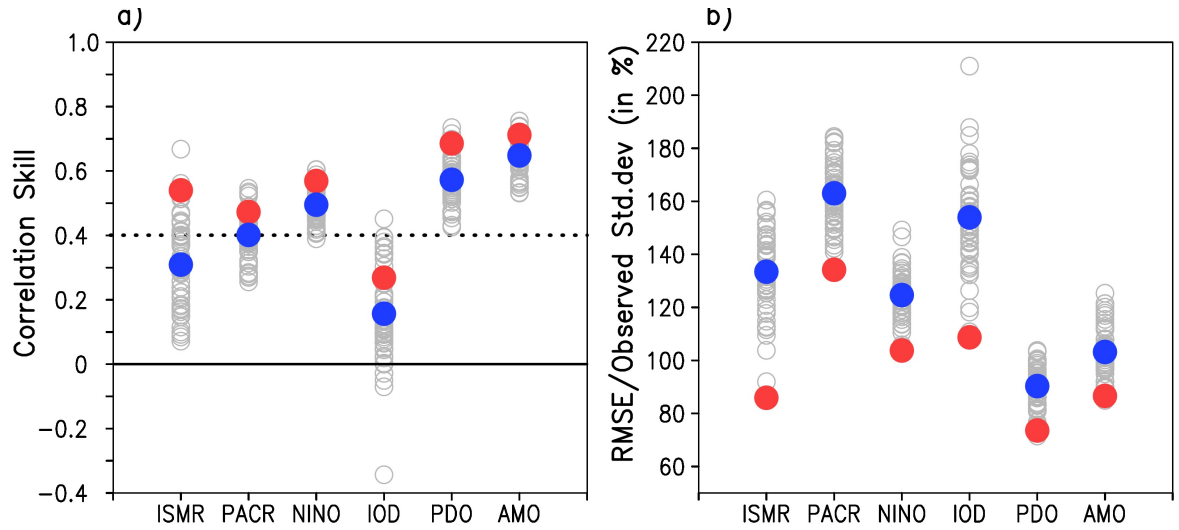 a)
Correlation Skill
1.0
0.8
0.6
0.4
0.2
0
−0.2
−0.4
ISMR PACR NINO IOD PDO AMO
b)
RMSE/Observed Std.dev (in %)
220
200
180
160
140
120
100
80
60
ISMR PACR NINO IOD PDO AMO